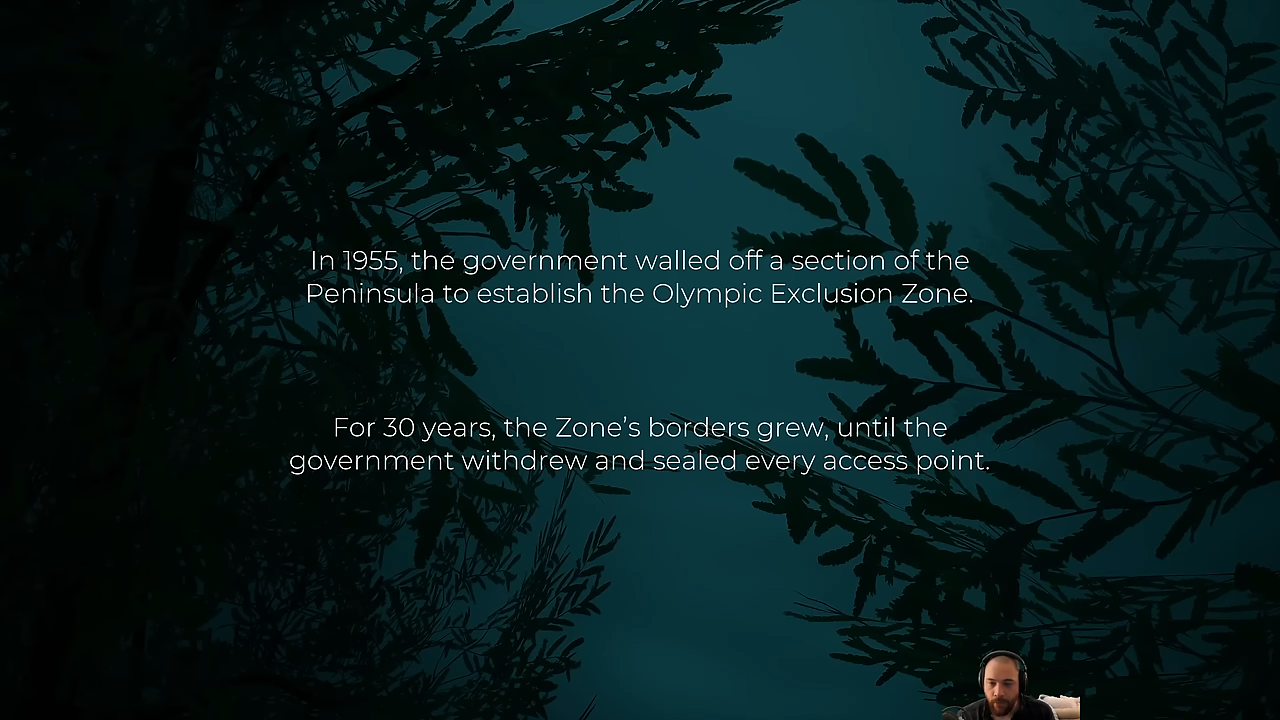 In 1955, the government walled off a section of the
Peninsula to establish the Olympic Exclusion Zone.
For 30 years, the Zone’s borders grew, until the
government withdrew and sealed every access point.